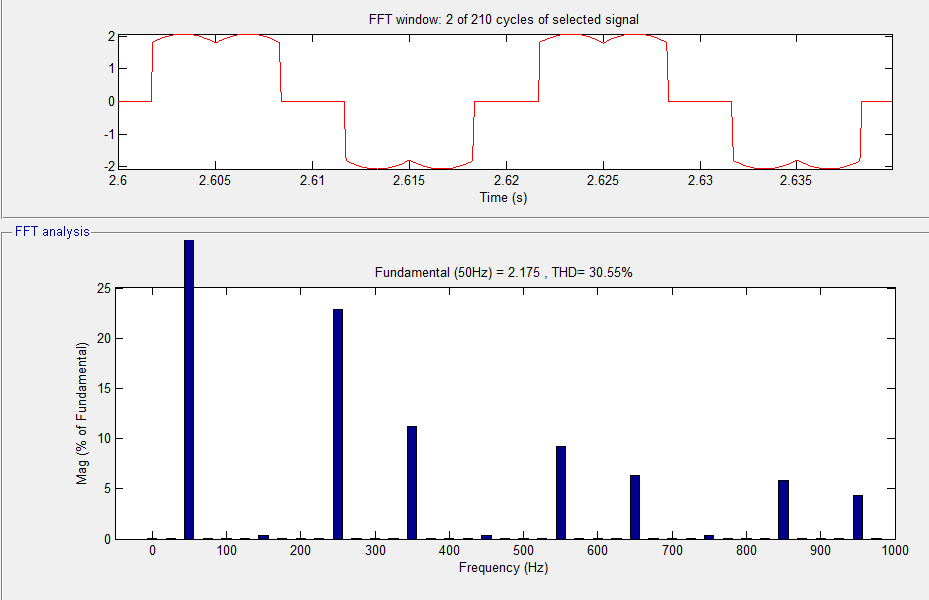 FFT window: 2 of 210 cycles of selected signal
2
1
0
-1
-2
2.6 2.605 2.61 2.615 2.62 2.625 2.63 2.635
Time (s)
FFT analysis
Fundamental (50Hz) = 2.175 , THD= 30.55%
25
20
15
10
5
0
Mag (% of Fundamental)
0 100 200 300 400 500 600 700 800 900 1000
Frequency (Hz)